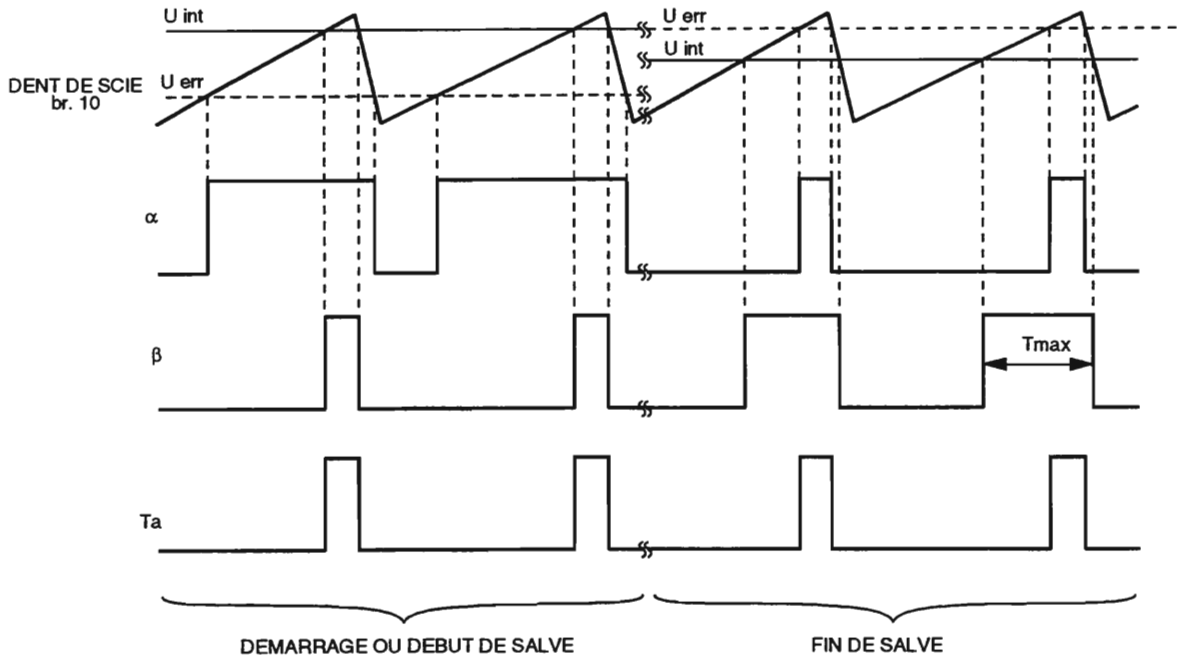 U int
U err
U err
U int
DENT DE SCIE
br. 10
α
β
Tmax
Ta
DEMARRAGE OU DEBUT DE SALVE
FIN DE SALVE